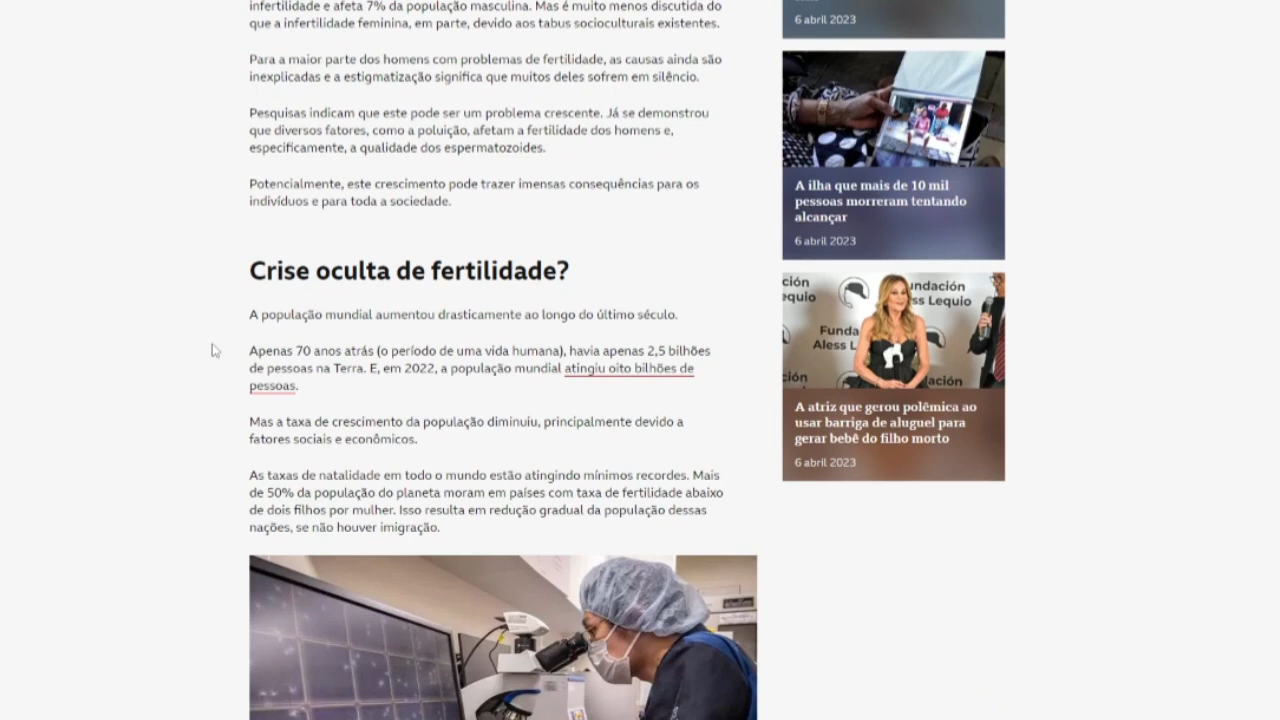 infertilidade e afeta 7% da população masculina. Mas é muito menos discutida do
que a infertilidade feminina, em parte, devido aos tabus socioculturais existentes.
Para a maior parte dos homens com problemas de fertilidade, as causas ainda são
inexplicadas e a estigmatização significa que muitos deles sofrem em silêncio.
Pesquisas indicam que este pode ser um problema crescente. Já se demonstrou
que diversos fatores, como a poluição, afetam a fertilidade dos homens e,
especificamente, a qualidade dos espermatozoides.
Potencialmente, este crescimento pode trazer imensas consequências para os
indivíduos e para toda a sociedade.
Crise oculta de fertilidade?
A população mundial aumentou drasticamente ao longo do último século.
Apenas 70 anos atrás (o período de uma vida humana), havia apenas 2,5 bilhões
de pessoas na Terra. E, em 2022, a população mundial atingiu oito bilhões de
pessoas.
Mas a taxa de crescimento da população diminuiu, principalmente devido a
fatores sociais e econômicos.
As taxas de natalidade em todo o mundo estão atingindo mínimos recordes. Mais
de 50% da população do planeta moram em países com taxa de fertilidade abaixo
de dois filhos por mulher. Isso resulta em redução gradual da população dessas
nações, se não houver imigração.
6 abril 2023
A ilha que mais de 10 mil
pessoas morreram tentando
alcançar
6 abril 2023
ción
equio
undación
ss Lequio
Funda
Aless L
ción
dación
A atriz que gerou polêmica ao
usar barriga de aluguel para
gerar bebê do filho morto
6 abril 2023